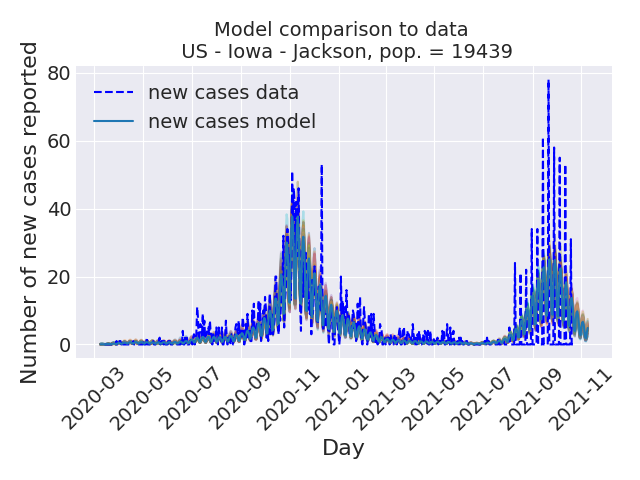 Model comparison to data
US - Iowa - Jackson, pop. = 19439
Number of new cases reported
80
60
40
20
0
new cases data
new cases model
2020-03
2020-05
2020-07
2020-09
2020-11
2021-01
2021-03
2021-05
2021-07
2021-09
2021-11
Day